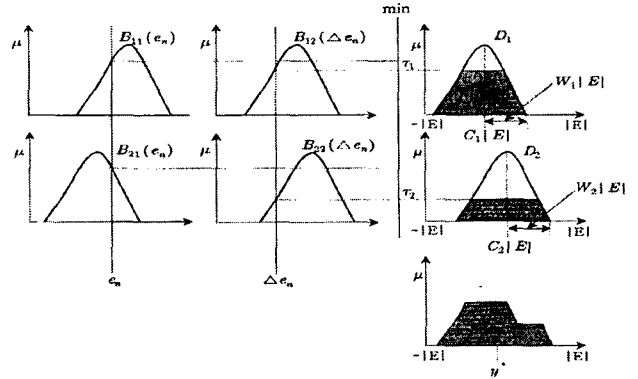 min
μ B₁₁(eₙ) μ B₁₂(△eₙ) μ D₁
τ₁
W₁|E|
-|E| C₁|E| |E|
μ B₂₁(eₙ) μ B₂₂(△eₙ) μ D₂
τ₂
W₂|E|
-|E| C₂|E| |E|
eₙ △eₙ
μ
-|E| y* |E|